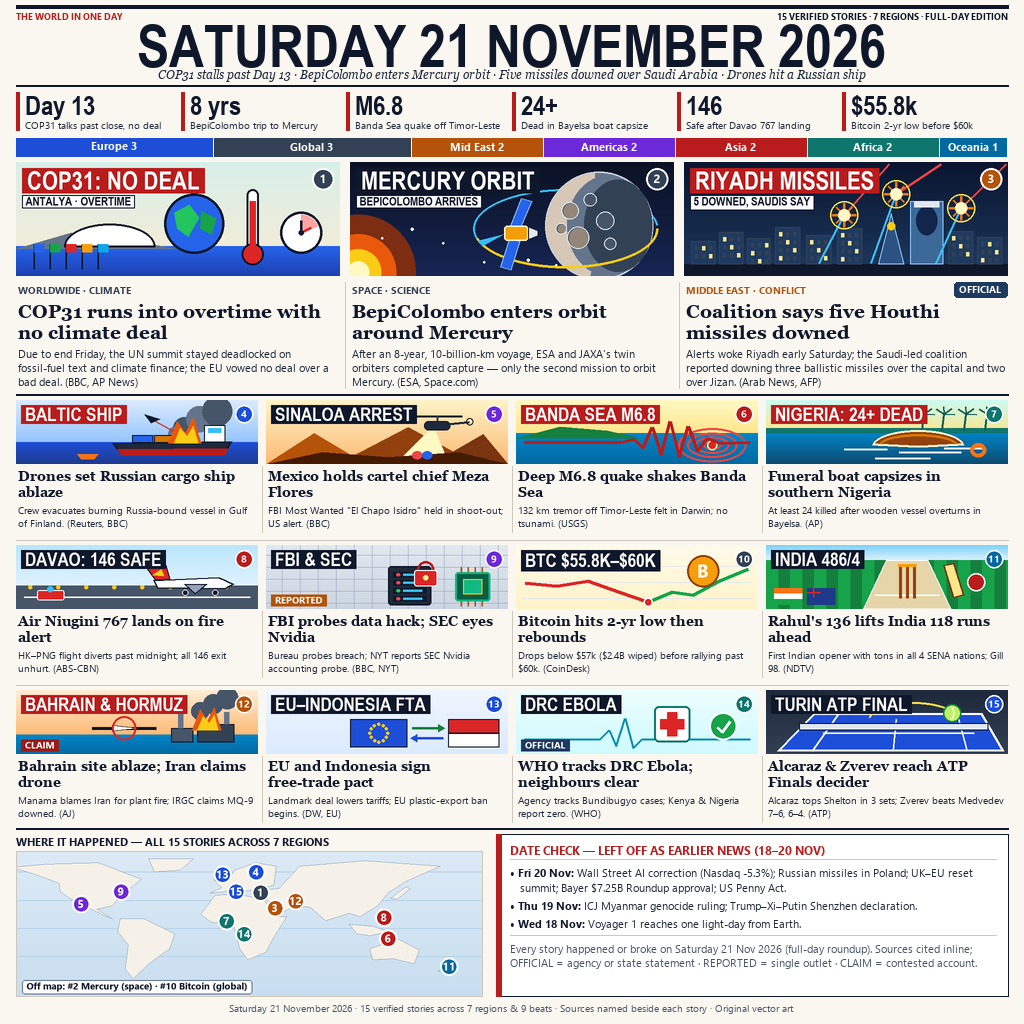 THE WORLD IN ONE DAY
15 VERIFIED STORIES · 7 REGIONS · FULL-DAY EDITION
SATURDAY 21 NOVEMBER 2026
COP31 stalls past Day 13 · BepiColombo enters Mercury orbit · Five missiles downed over Saudi Arabia · Drones hit a Russian ship
Day 13
COP31 talks past close, no deal
8 yrs
BepiColombo trip to Mercury
M6.8
Banda Sea quake off Timor-Leste
24+
Dead in Bayelsa boat capsize
146
Safe after Davao 767 landing
$55.8k
Bitcoin 2-yr low before $60k
Europe 3
Global 3
Mid East 2
Americas 2
Asia 2
Africa 2
Oceania 1
COP31: NO DEAL
1
ANTALYA · OVERTIME
WORLDWIDE · CLIMATE
COP31 runs into overtime with
no climate deal
Due to end Friday, the UN summit stayed deadlocked on
fossil-fuel text and climate finance; the EU vowed no deal over a
bad deal. (BBC, AP News)
MERCURY ORBIT
2
BEPICOLOMBO ARRIVES
SPACE · SCIENCE
BepiColombo enters orbit
around Mercury
After an 8-year, 10-billion-km voyage, ESA and JAXA's twin
orbiters completed capture — only the second mission to orbit
Mercury. (ESA, Space.com)
RIYADH MISSILES
3
5 DOWNED, SAUDIS SAY
MIDDLE EAST · CONFLICT
OFFICIAL
Coalition says five Houthi
missiles downed
Alerts woke Riyadh early Saturday; the Saudi-led coalition
reported downing three ballistic missiles over the capital and two
over Jizan. (Arab News, AFP)
BALTIC SHIP
4
Drones set Russian cargo ship
ablaze
Crew evacuates burning Russia-bound vessel in Gulf
of Finland. (Reuters, BBC)
SINALOA ARREST
5
Mexico holds cartel chief Meza
Flores
FBI Most Wanted "El Chapo Isidro" held in shoot-out;
US alert. (BBC)
BANDA SEA M6.8
6
Deep M6.8 quake shakes Banda
Sea
132 km tremor off Timor-Leste felt in Darwin; no
tsunami. (USGS)
NIGERIA: 24+ DEAD
7
Funeral boat capsizes in
southern Nigeria
At least 24 killed after wooden vessel overturns in
Bayelsa. (AP)
DAVAO: 146 SAFE
8
Air Niugini 767 lands on fire
alert
HK–PNG flight diverts past midnight; all 146 exit
unhurt. (ABS-CBN)
FBI & SEC
9
REPORTED
FBI probes data hack; SEC eyes
Nvidia
Bureau probes breach; NYT reports SEC Nvidia
accounting probe. (BBC, NYT)
BTC $55.8K–$60K
B
10
Bitcoin hits 2-yr low then
rebounds
Drops below $57k ($2.4B wiped) before rallying past
$60k. (CoinDesk)
INDIA 486/4
11
Rahul's 136 lifts India 118 runs
ahead
First Indian opener with tons in all 4 SENA nations; Gill
98. (NDTV)
BAHRAIN & HORMUZ
12
CLAIM
Bahrain site ablaze; Iran claims
drone
Manama blames Iran for plant fire; IRGC claims MQ-9
downed. (AJ)
EU–INDONESIA FTA
13
EU and Indonesia sign
free-trade pact
Landmark deal lowers tariffs; EU plastic-export ban
begins. (DW, EU)
DRC EBOLA
14
OFFICIAL
WHO tracks DRC Ebola;
neighbours clear
Agency tracks Bundibugyo cases; Kenya & Nigeria
report zero. (WHO)
TURIN ATP FINAL
15
Alcaraz & Zverev reach ATP
Finals decider
Alcaraz tops Shelton in 3 sets; Zverev beats Medvedev
7–6, 6–4. (ATP)
WHERE IT HAPPENED — ALL 15 STORIES ACROSS 7 REGIONS
13
4
15
1
9
5
3
12
7
14
8
6
11
Off map: #2 Mercury (space) · #10 Bitcoin (global)
DATE CHECK — LEFT OFF AS EARLIER NEWS (18–20 NOV)
• Fri 20 Nov: Wall Street AI correction (Nasdaq -5.3%); Russian missiles in Poland; UK–EU reset
summit; Bayer $7.25B Roundup approval; US Penny Act.
• Thu 19 Nov: ICJ Myanmar genocide ruling; Trump–Xi–Putin Shenzhen declaration.
• Wed 18 Nov: Voyager 1 reaches one light-day from Earth.
Every story happened or broke on Saturday 21 Nov 2026 (full-day roundup). Sources cited inline;
OFFICIAL = agency or state statement · REPORTED = single outlet · CLAIM = contested account.
Saturday 21 November 2026 · 15 verified stories across 7 regions & 9 beats · Sources named beside each story · Original vector art